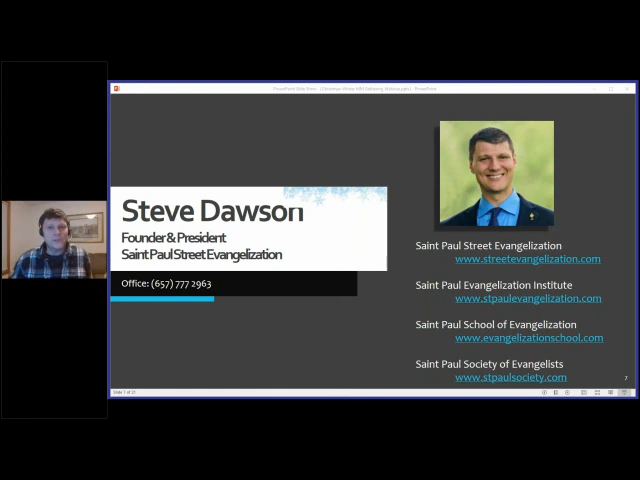 Steve Dawson
Founder & President
Saint Paul Street Evangelization
Office: (657) 777 2963
Saint Paul Street Evangelization
www.streetevangelization.com
Saint Paul Evangelization Institute
www.stpaulevangelization.com
Saint Paul School of Evangelization
www.evangelizationschool.com
Saint Paul Society of Evangelists
www.stpaulsociety.com
7